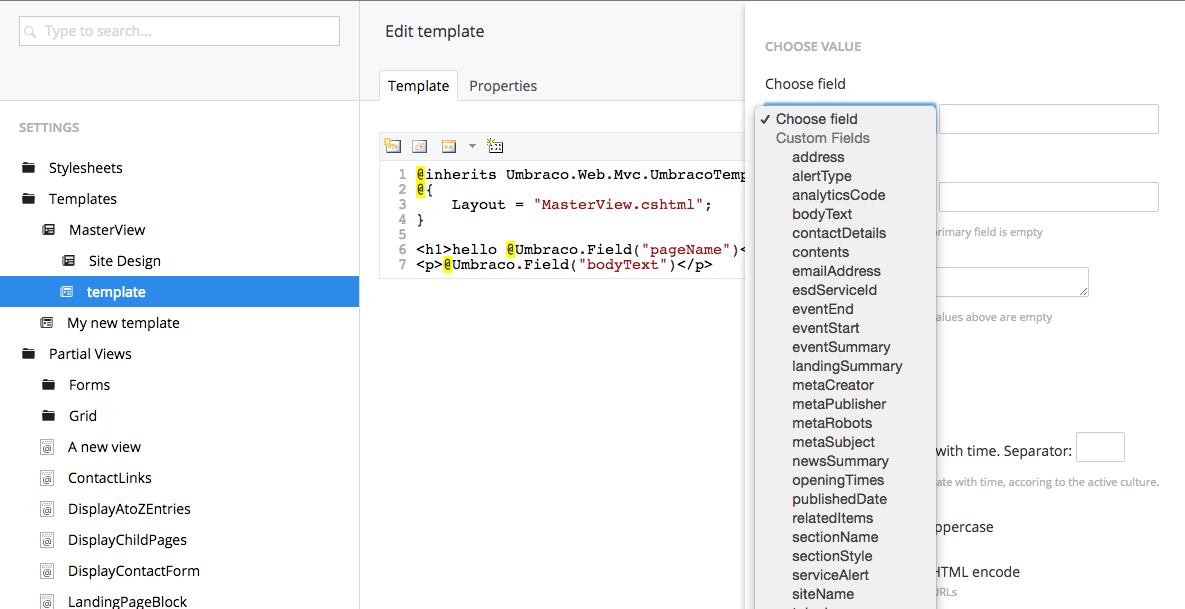 Type to search...
SETTINGS
Stylesheets
Templates
MasterView
Site Design
template
My new template
Partial Views
Forms
Grid
A new view
ContactLinks
DisplayAtoZEntries
DisplayChildPages
DisplayContactForm
LandingPageBlock
Edit template
Template Properties
1 @inherits Umbraco.Web.Mvc.UmbracoTemp
2 @{
3 Layout = "MasterView.cshtml";
4 }
5
6 <h1>hello @Umbraco.Field("pageName")<
7 <p>@Umbraco.Field("bodyText")</p>
CHOOSE VALUE
Choose field
✓ Choose field
Custom Fields
address
alertType
analyticsCode
bodyText
contactDetails
contents
emailAddress
esdServiceId
eventEnd
eventStart
eventSummary
landingSummary
metaCreator
metaPublisher
metaRobots
metaSubject
newsSummary
openingTimes
publishedDate
relatedItems
sectionName
sectionStyle
serviceAlert
siteName
primary field is empty
alues above are empty
with time. Separator:
ate with time, accoring to the active culture.
ppercase
HTML encode
RLs